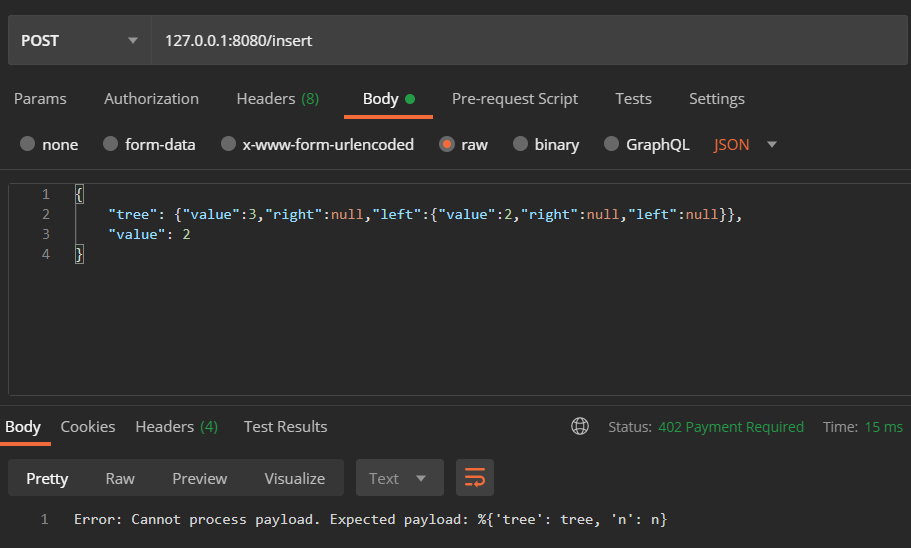 POST 127.0.0.1:8080/insert
Params Authorization Headers (8) Body Pre-request Script Tests Settings
none form-data x-www-form-urlencoded raw binary GraphQL JSON
1 {
2 "tree": {"value":3,"right":null,"left":{"value":2,"right":null,"left":null}},
3 "value": 2
4 }
Body Cookies Headers (4) Test Results Status: 402 Payment Required Time: 15 ms
Pretty Raw Preview Visualize Text
1 Error: Cannot process payload. Expected payload: %{'tree': tree, 'n': n}